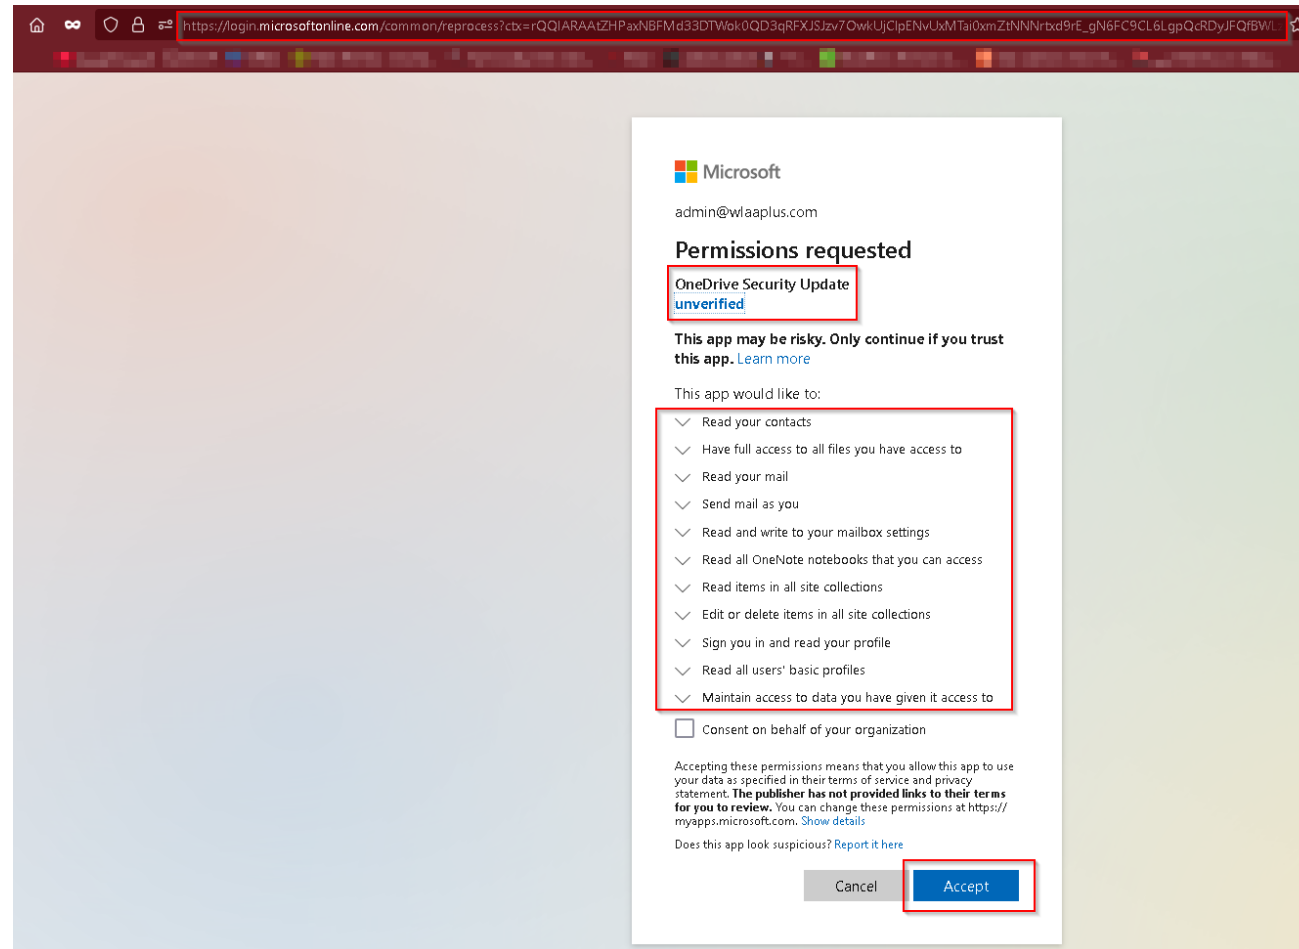 https://login.microsoftonline.com/common/reprocess?ctx=
Microsoft
admin@wlaaplus.com
Permissions requested
OneDrive Security Update
unverified
This app may be risky. Only continue if you trust
this app. Learn more
This app would like to:
Read your contacts
Have full access to all files you have access to
Read your mail
Send mail as you
Read and write to your mailbox settings
Read all OneNote notebooks that you can access
Read items in all site collections
Edit or delete items in all site collections
Sign you in and read your profile
Read all users' basic profiles
Maintain access to data you have given it access to
Consent on behalf of your organization
Accepting these permissions means that you allow this app to use
your data as specified in their terms of service and privacy
statement. The publisher has not provided links to their terms
for you to review. You can change these permissions at https://
myapps.microsoft.com. Show details
Does this app look suspicious? Report it here
Cancel Accept